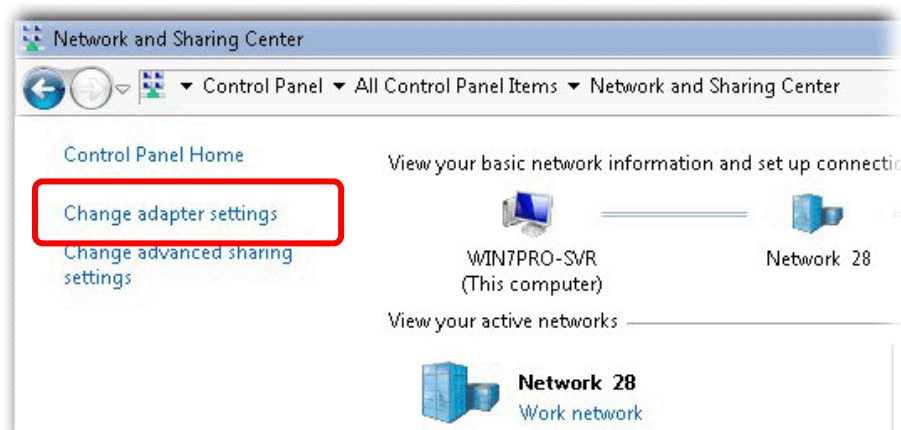 Network and Sharing Center
Control Panel All Control Panel Items Network and Sharing Center
Control Panel Home
Change adapter settings
Change advanced sharing
settings
View your basic network information and set up connectic
WIN7PRO-SVR
(This computer)
Network 28
View your active networks
Network 28
Work network